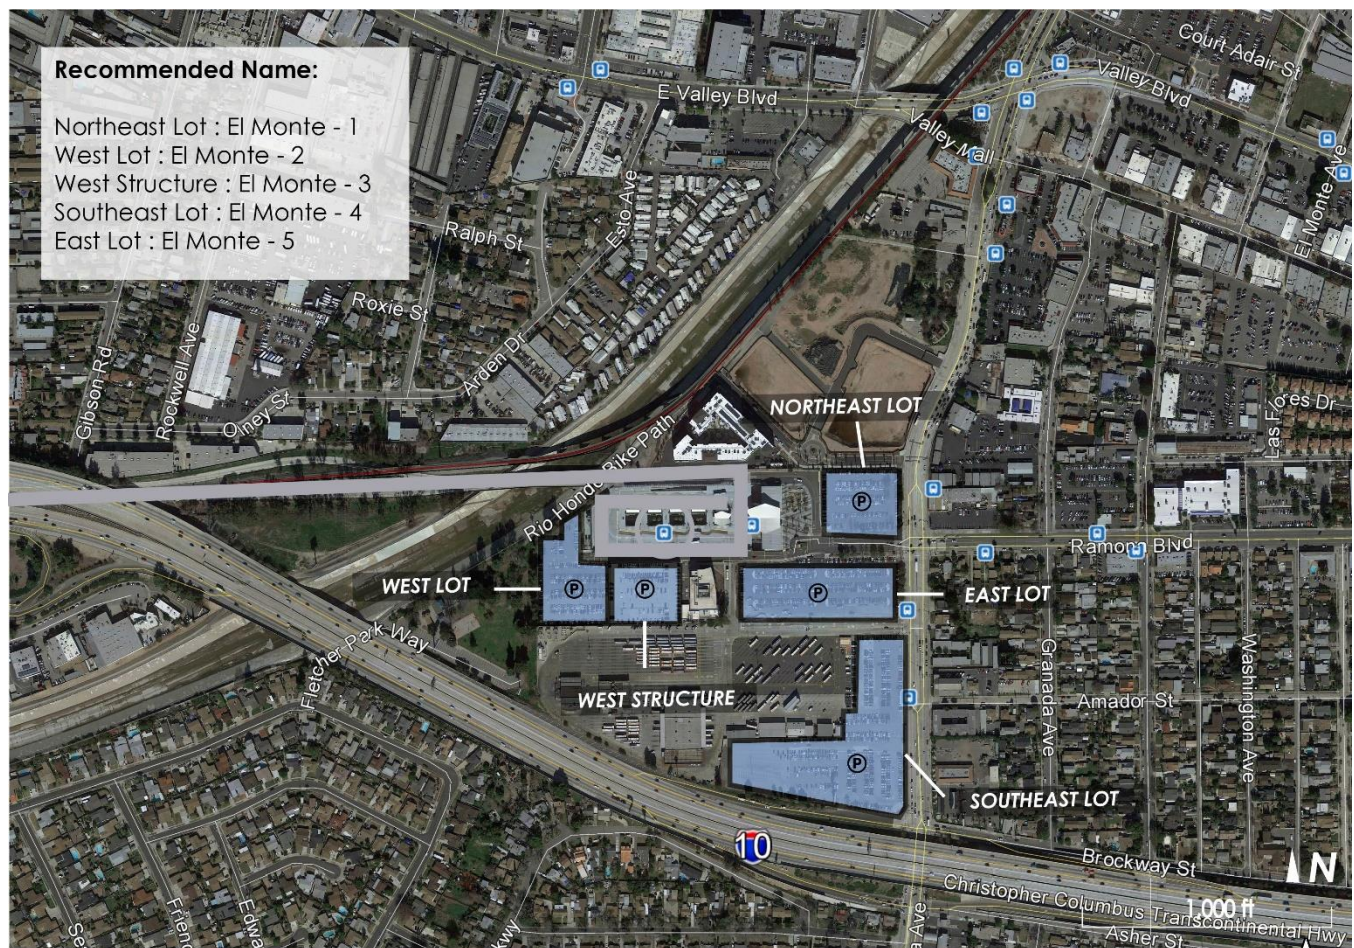 Recommended Name:
Northeast Lot : El Monte - 1
West Lot : El Monte - 2
West Structure : El Monte - 3
Southeast Lot : El Monte - 4
East Lot : El Monte - 5
Court Adair St
E Valley Blvd
Valley Blvd
Valley Mall
El Monte Ave
Esto Ave
Ralph St
Roxie St
Arden Dr
Gibson Rd
Rockwell Ave
Olney St
Las Flores Dr
NORTHEAST LOT
Rio Hondo Bike Path
P
Ramona Blvd
WEST LOT
P
P
P
EAST LOT
Fletcher Park Way
Granada Ave
Washington Ave
WEST STRUCTURE
Amador St
P
SOUTHEAST LOT
10
Brockway St
N
Christopher Columbus Transcontinental Hwy
1,000 ft
Asher St